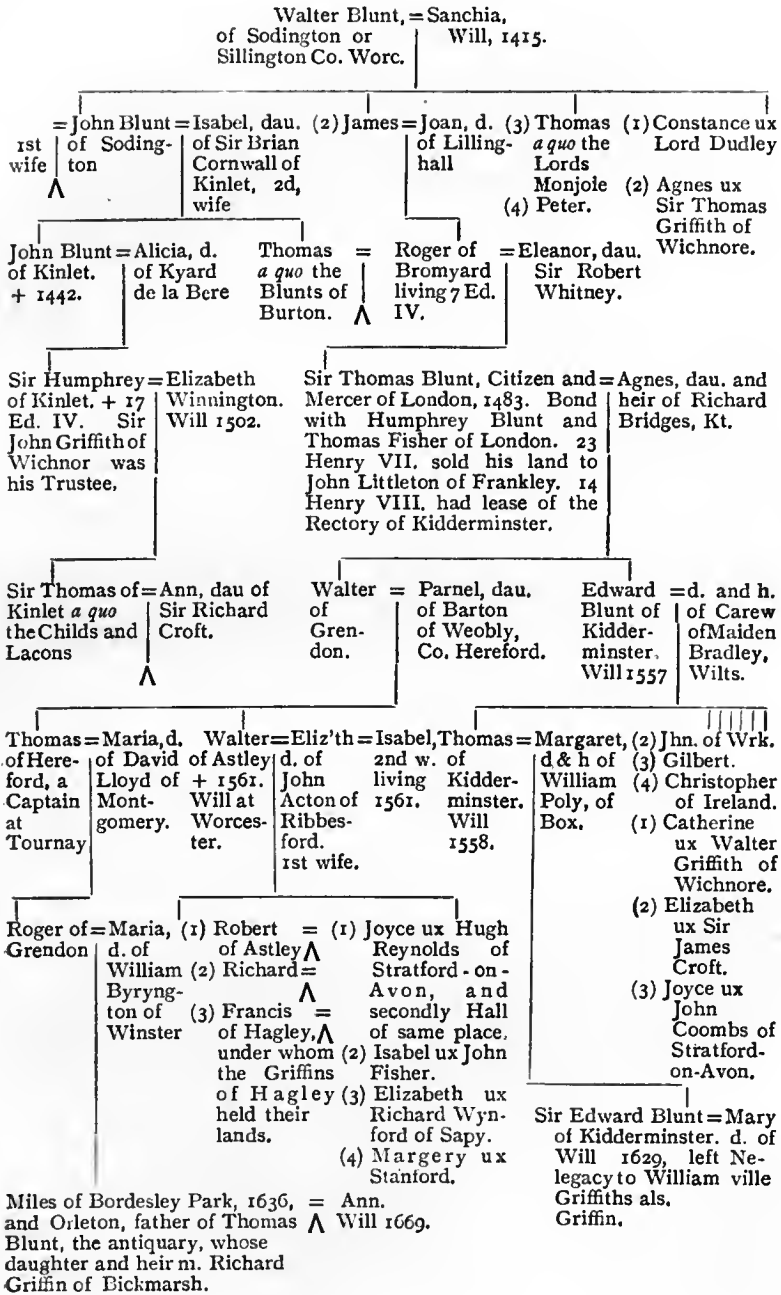 Walter Blunt, = Sanchia,
of Sodington or Will, 1415.
Sillington Co. Worc.
1st wife = John Blunt of Sodington = Isabel, dau. of Sir Brian Cornwall of Kinlet, 2d, wife
(2) James = Joan, d. of Lillinghall
(3) Thomas a quo the Lords Monjole
(4) Peter.
(1) Constance ux Lord Dudley
(2) Agnes ux Sir Thomas Griffith of Wichnore.
John Blunt = Alicia, d.
of Kinlet. of Kyard
+ 1442. de la Bere
Thomas =
a quo the
Blunts of
Burton.
Roger of = Eleanor, dau.
Bromyard Sir Robert
living 7 Ed. Whitney.
IV.
Sir Humphrey = Elizabeth
of Kinlet. + 17 Winnington.
Ed. IV. Sir Will 1502.
John Griffith of
Wichnor was
his Trustee,
Sir Thomas Blunt, Citizen and = Agnes, dau. and
Mercer of London, 1483. Bond heir of Richard
with Humphrey Blunt and Bridges, Kt.
Thomas Fisher of London. 23
Henry VII. sold his land to
John Littleton of Frankley. 14
Henry VIII. had lease of the
Rectory of Kidderminster.
Sir Thomas of = Ann, dau of
Kinlet a quo Sir Richard
the Childs and Croft.
Lacons
Walter = Parnel, dau.
of of Barton
Gren- of Weobly,
don. Co. Hereford.
Edward = d. and h.
Blunt of of Carew
Kidder- of Maiden
minster. Bradley,
Will 1557 Wilts.
Thomas = Maria, d.
of Here- of David
ford, a Lloyd of
Captain Mont-
at gomery.
Tournay
Walter = Eliz'th = Isabel,
of Astley d. of 2nd w.
+ 1561. John living
Will at Acton of 1561.
Worces- Ribbes-
ter. ford.
1st wife.
Thomas = Margaret,
of d & h of
Kidder- William
minster. Poly, of
Will Box.
1558.
(2) Jhn. of Wrk.
(3) Gilbert.
(4) Christopher
of Ireland.
(1) Catherine
ux Walter
Griffith of
Wichnore.
(2) Elizabeth
ux Sir
James
Croft.
(3) Joyce ux
John
Coombs of
Stratford-
on-Avon.
Roger of = Maria,
Grendon d. of
William
Byryng-
ton of
Winster
(1) Robert =
of Astley
(2) Richard =
(3) Francis =
of Hagley,
under whom
the Griffins
of Hagley
held their
lands.
(1) Joyce ux Hugh
Reynolds of
Stratford-on-
Avon, and
secondly Hall
of same place,
(2) Isabel ux John
Fisher.
(3) Elizabeth ux
Richard Wyn-
ford of Sapy.
(4) Margery ux
Stanford.
Sir Edward Blunt = Mary
of Kidderminster. d. of
Will 1629, left Ne-
legacy to William ville
Griffiths als.
Griffin.
Miles of Bordesley Park, 1636, = Ann.
and Orleton, father of Thomas Will 1669.
Blunt, the antiquary, whose
daughter and heir m. Richard
Griffin of Bickmarsh.